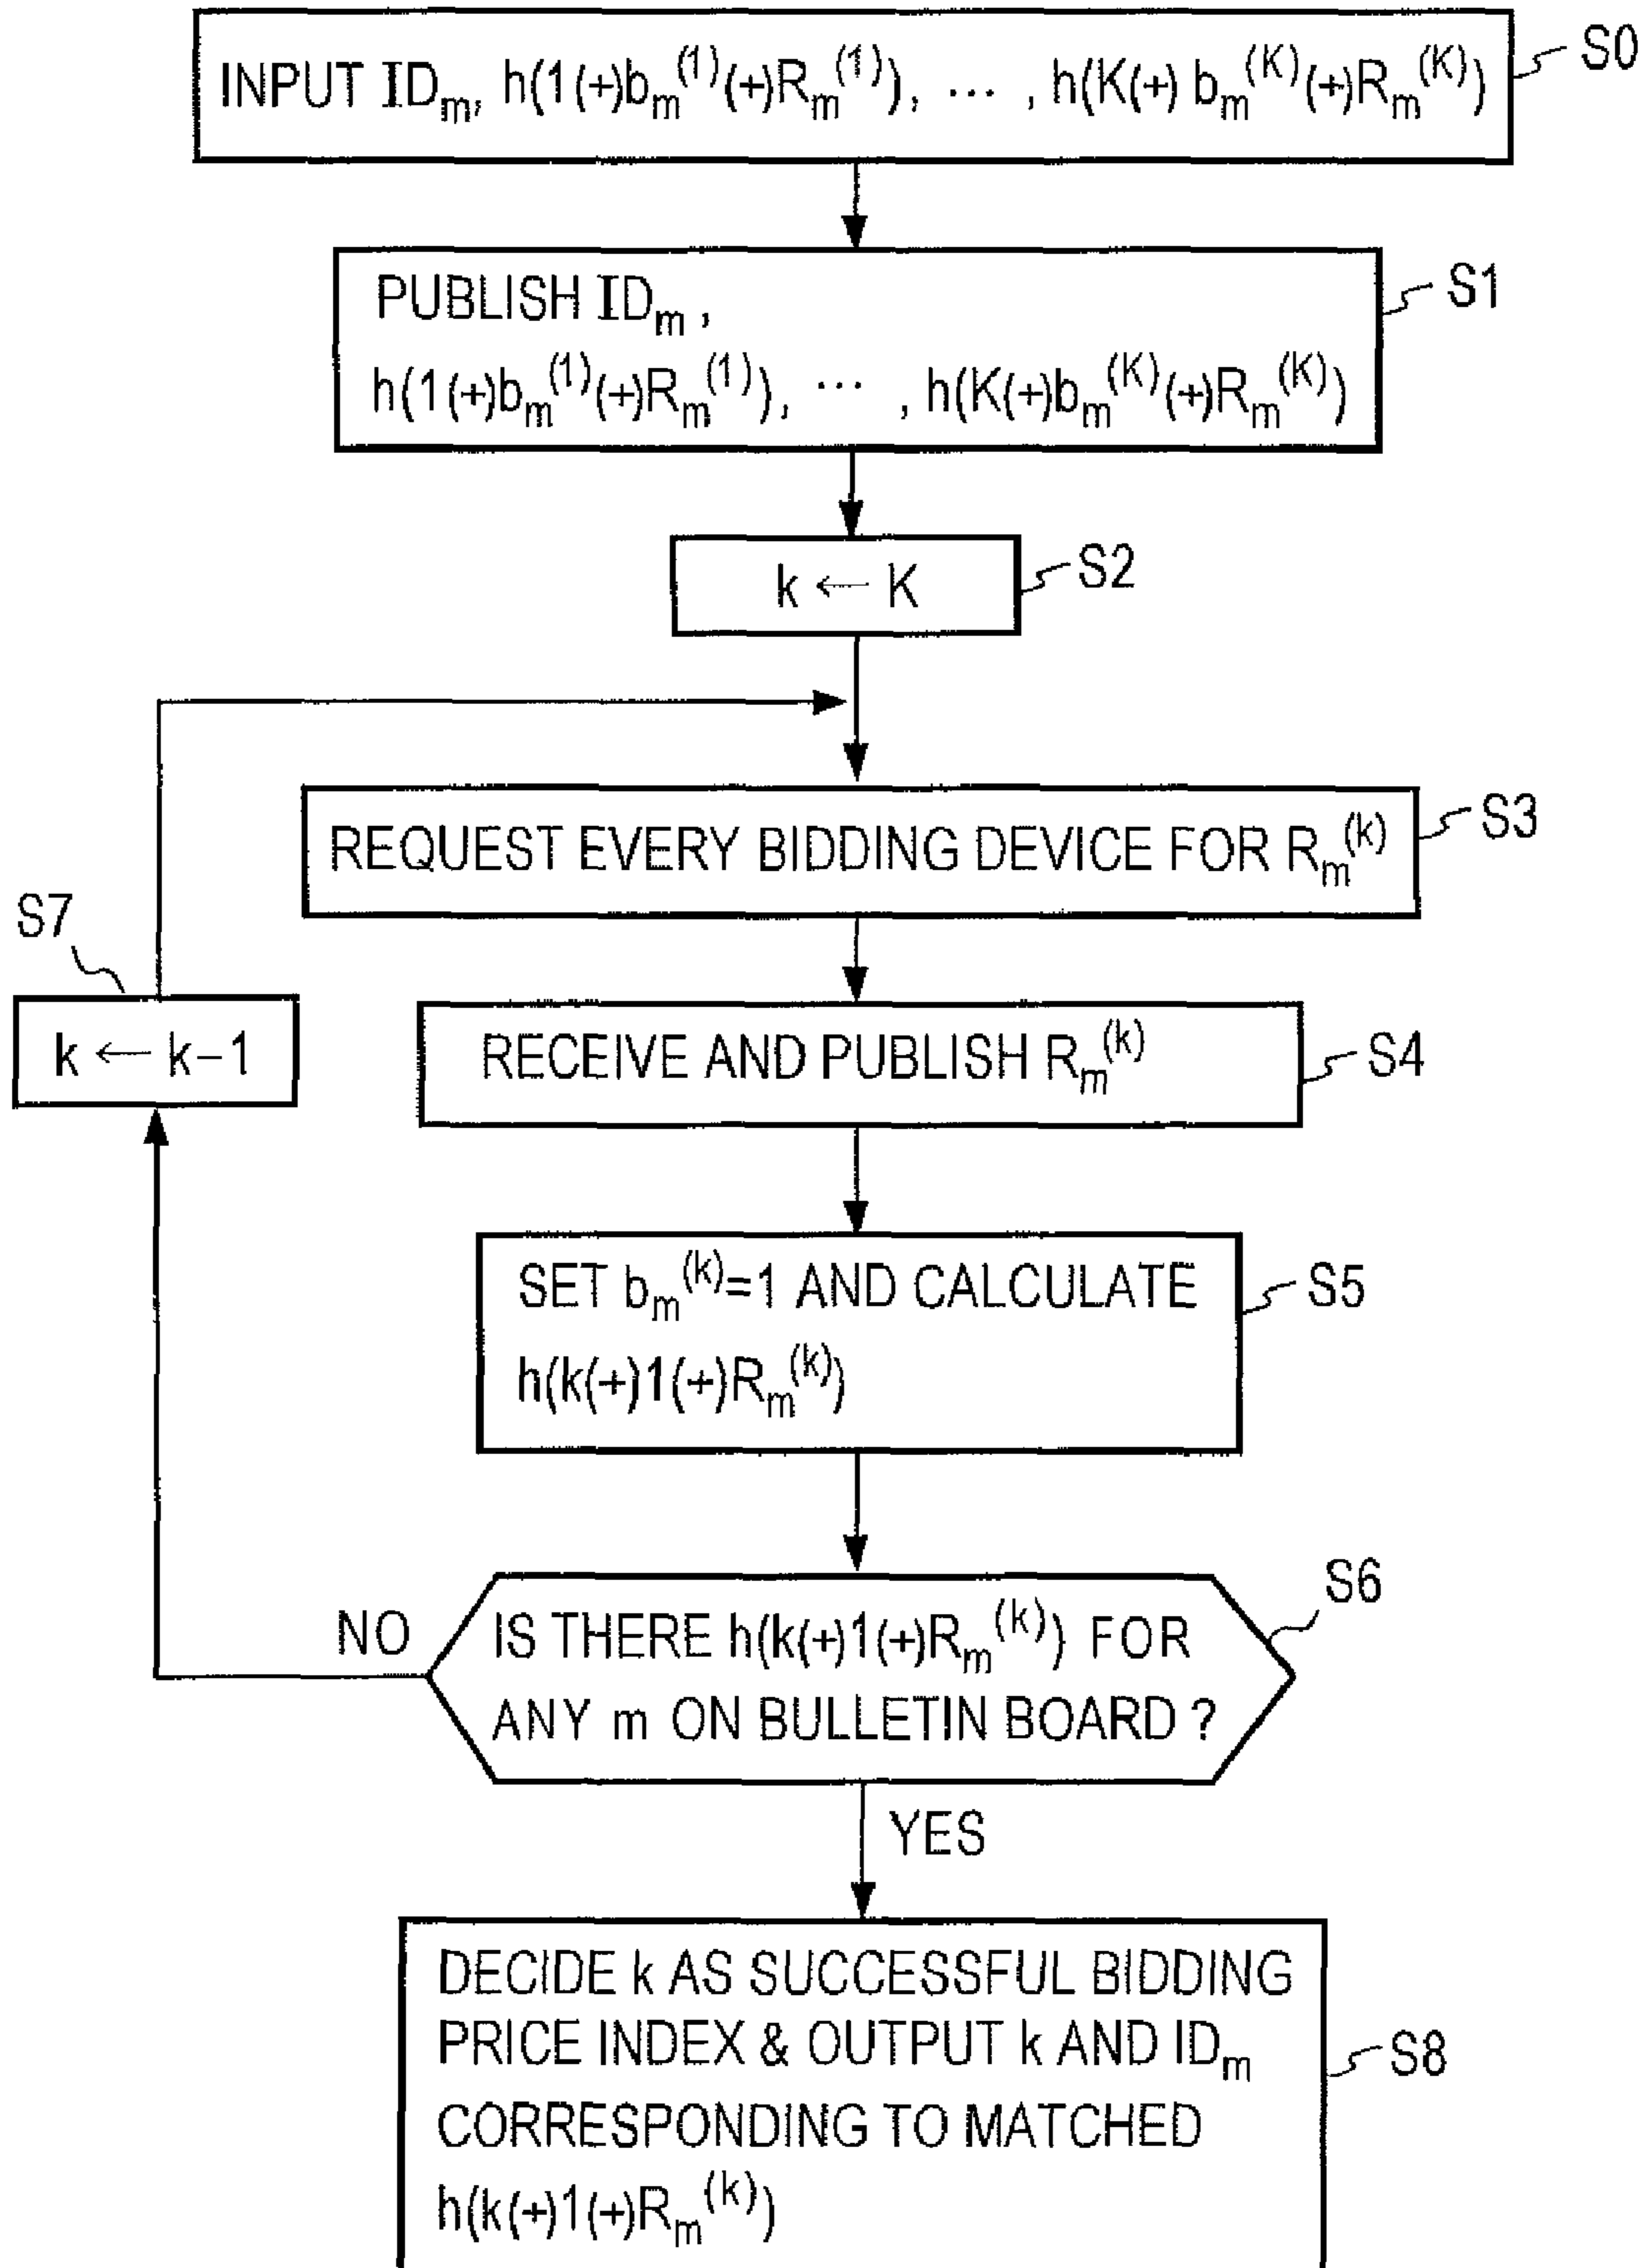 INPUT IDₘ, h(1(+)bₘ⁽¹⁾(+)Rₘ⁽¹⁾), ⋯ , h(K(+) bₘ⁽ᴷ⁾(+)Rₘ⁽ᴷ⁾)
S0
PUBLISH IDₘ ,
h(1(+)bₘ⁽¹⁾(+)Rₘ⁽¹⁾), ⋯ , h(K(+)bₘ⁽ᴷ⁾(+)Rₘ⁽ᴷ⁾)
S1
k ← K
S2
REQUEST EVERY BIDDING DEVICE FOR Rₘ⁽ᵏ⁾
S3
S7
k ← k−1
RECEIVE AND PUBLISH Rₘ⁽ᵏ⁾
S4
SET bₘ⁽ᵏ⁾=1 AND CALCULATE
h(k(+)1(+)Rₘ⁽ᵏ⁾)
S5
NO
IS THERE h(k(+)1(+)Rₘ⁽ᵏ⁾) FOR
ANY m ON BULLETIN BOARD ?
S6
YES
DECIDE k AS SUCCESSFUL BIDDING
PRICE INDEX & OUTPUT k AND IDₘ
CORRESPONDING TO MATCHED
h(k(+)1(+)Rₘ⁽ᵏ⁾)
S8